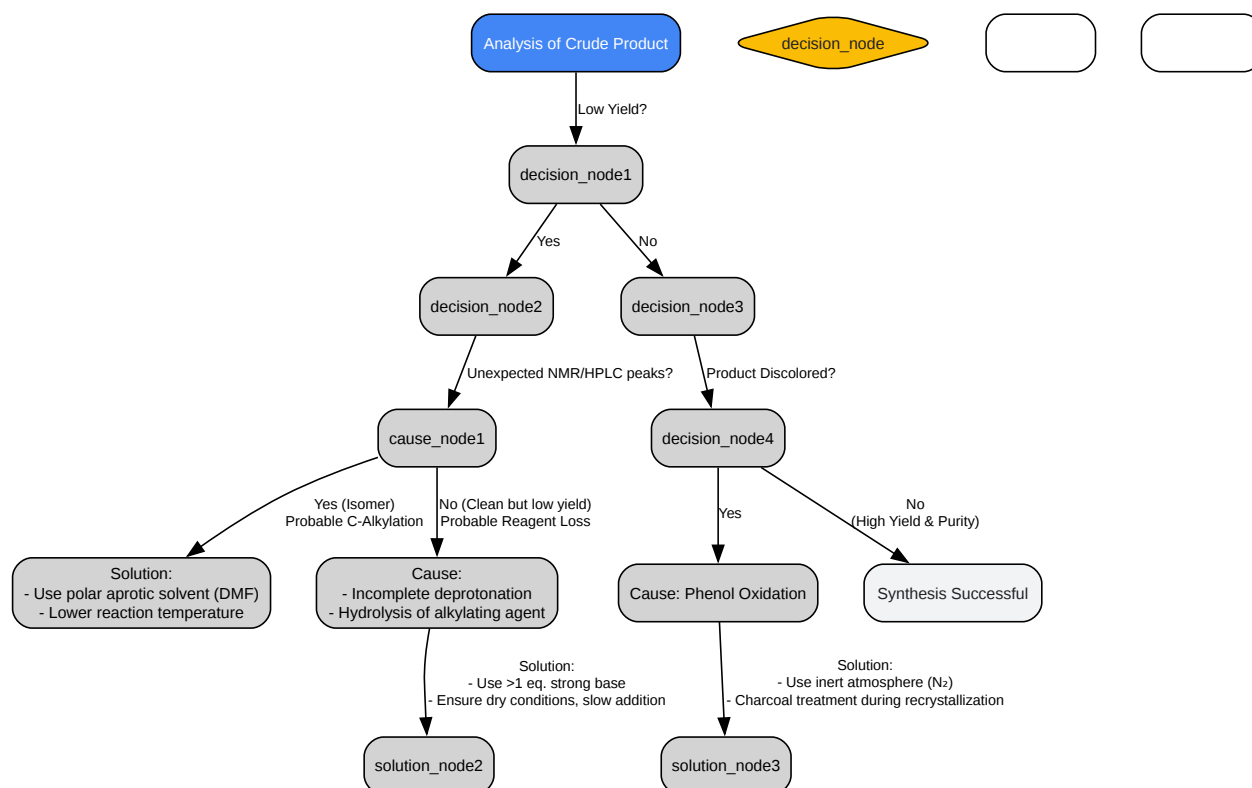 Analysis of Crude Product
decision_node
Low Yield?
decision_node1
Yes
No
decision_node2
decision_node3
Unexpected NMR/HPLC peaks?
Product Discolored?
cause_node1
decision_node4
Yes (Isomer)
Probable C-Alkylation
No (Clean but low yield)
Probable Reagent Loss
Yes
No
(High Yield & Purity)
Solution:
- Use polar aprotic solvent (DMF)
- Lower reaction temperature
Cause:
- Incomplete deprotonation
- Hydrolysis of alkylating agent
Cause: Phenol Oxidation
Synthesis Successful
Solution:
- Use >1 eq. strong base
- Ensure dry conditions, slow addition
Solution:
- Use inert atmosphere (N₂)
- Charcoal treatment during recrystallization
solution_node2
solution_node3